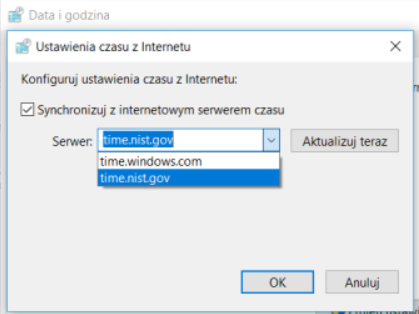 Data i godzina
Ustawienia czasu z Internetu
Konfiguruj ustawienia czasu z Internetu:
Synchronizuj z internetowym serwerem czasu
Serwer: time.nist.gov Aktualizuj teraz
time.windows.com
time.nist.gov
OK Anuluj